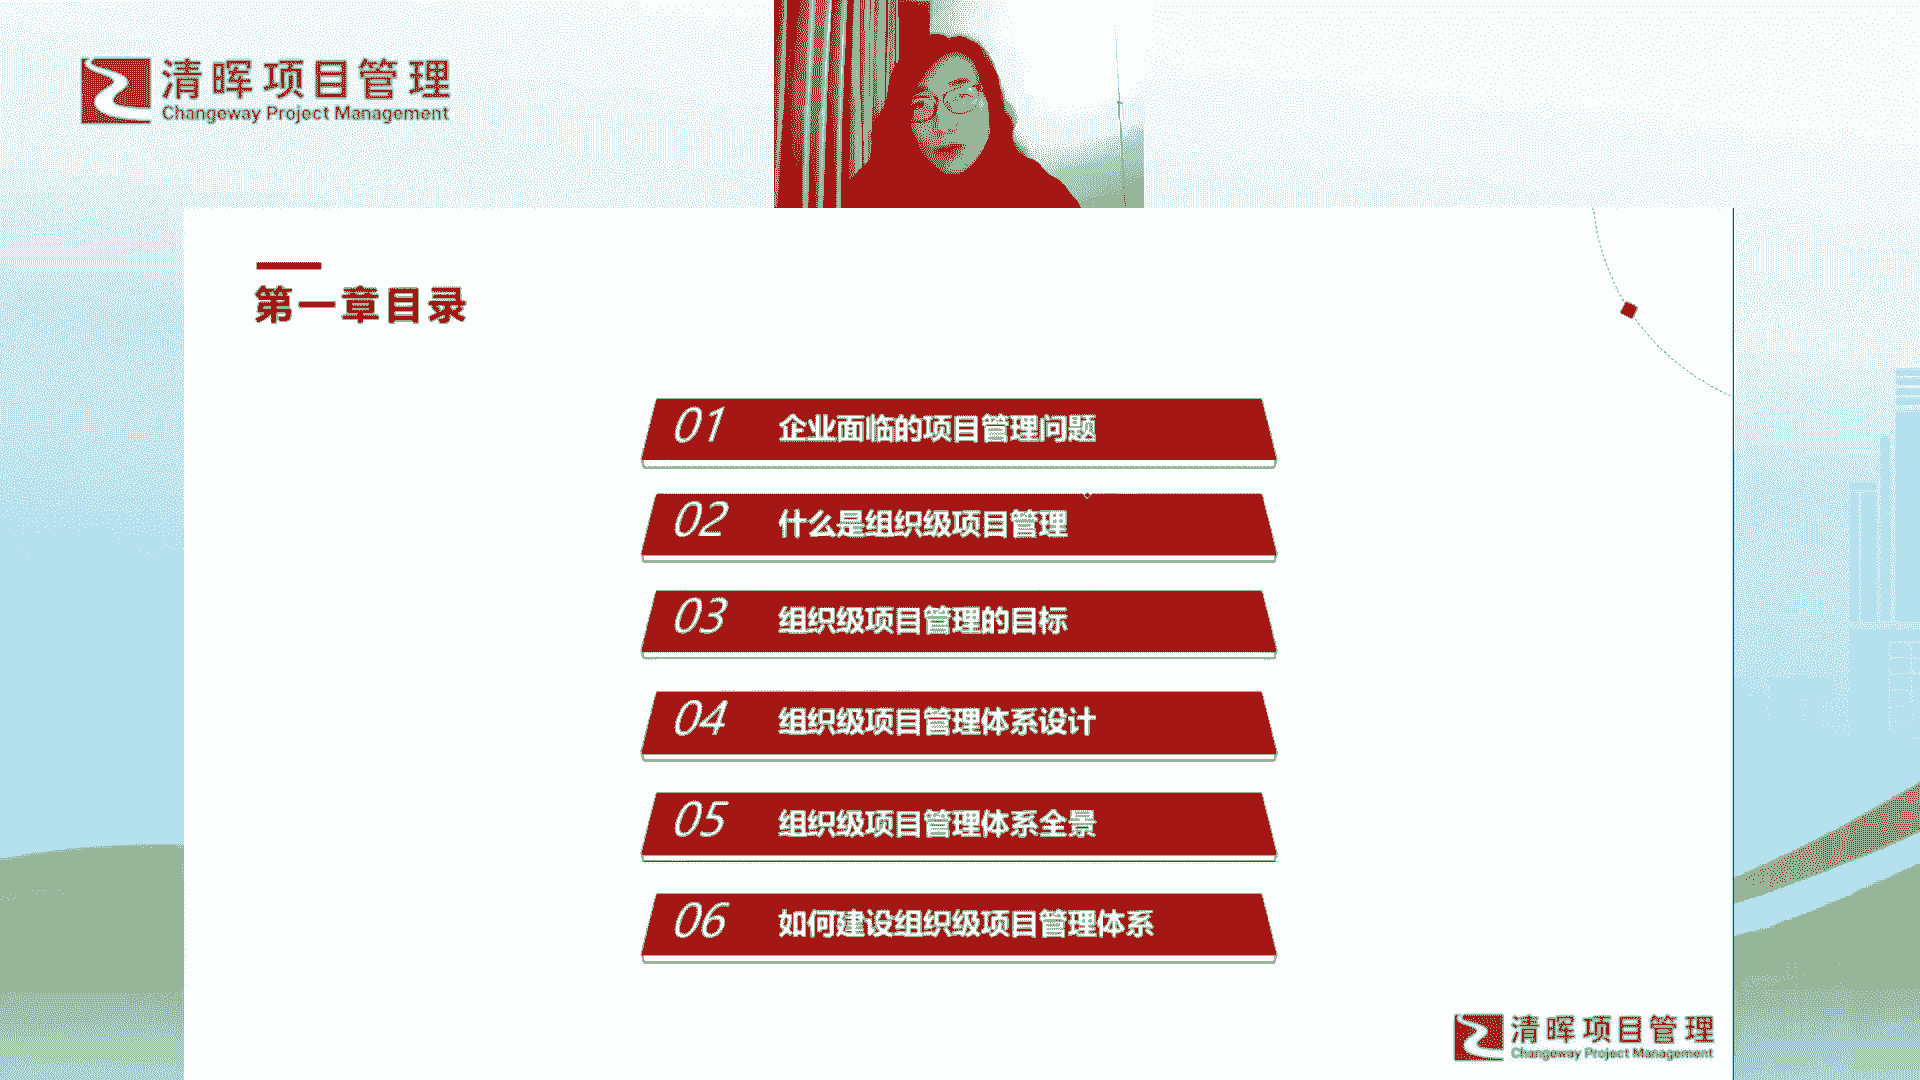 清晖项目管理
Changeway Project Management
第一章目录
01 企业面临的项目管理问题
02 什么是组织级项目管理
03 组织级项目管理的目标
04 组织级项目管理体系设计
05 组织级项目管理体系全景
06 如何建设组织级项目管理体系
清晖项目管理
Changeway Project Management